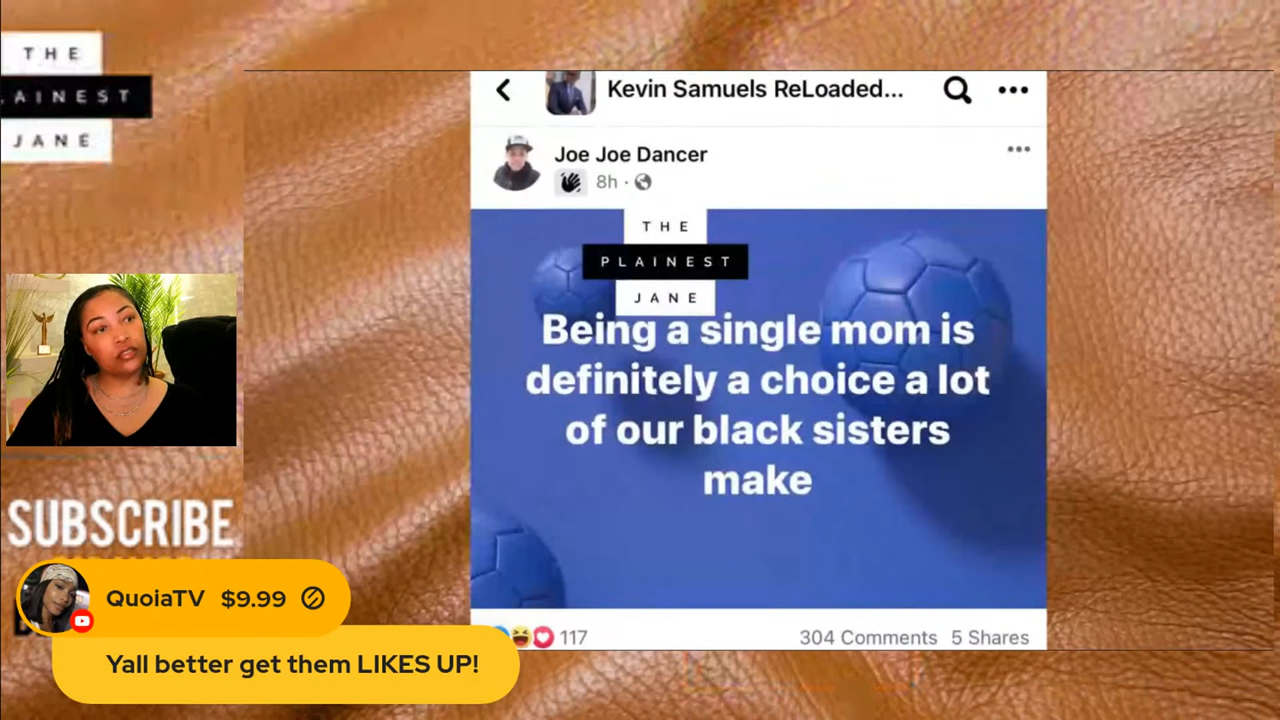 THE
LAINEST
JANE
Kevin Samuels ReLoaded...
Joe Joe Dancer
8h ·
THE
PLAINEST
JANE
Being a single mom is
definitely a choice a lot
of our black sisters
make
117
304 Comments 5 Shares
SUBSCRIBE
QuoiaTV $9.99
Yall better get them LIKES UP!